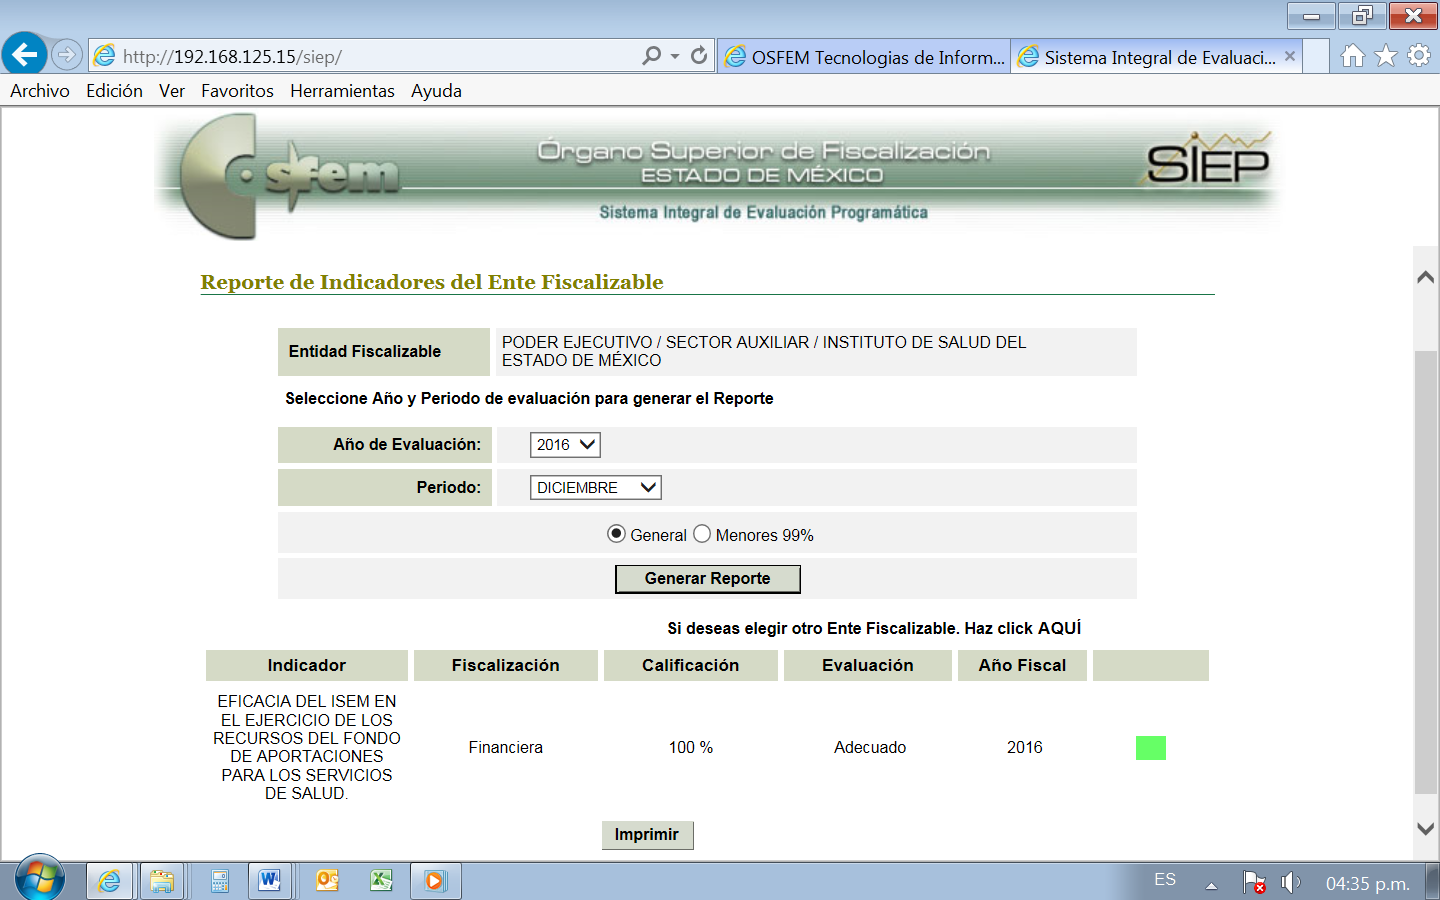 http://192.168.125.15/siep/
OSFEM Tecnologias de Inform...
Sistema Integral de Evaluaci...
Archivo Edición Ver Favoritos Herramientas Ayuda
Osfem
Órgano Superior de Fiscalización
ESTADO DE MÉXICO
Sistema Integral de Evaluación Programática
SIEP
Reporte de Indicadores del Ente Fiscalizable
Entidad Fiscalizable
PODER EJECUTIVO / SECTOR AUXILIAR / INSTITUTO DE SALUD DEL
ESTADO DE MÉXICO
Seleccione Año y Periodo de evaluación para generar el Reporte
Año de Evaluación: 2016
Periodo: DICIEMBRE
General Menores 99%
Generar Reporte
Si deseas elegir otro Ente Fiscalizable. Haz click AQUÍ
Indicador Fiscalización Calificación Evaluación Año Fiscal
EFICACIA DEL ISEM EN
EL EJERCICIO DE LOS
RECURSOS DEL FONDO
DE APORTACIONES
PARA LOS SERVICIOS
DE SALUD.
Financiera 100 % Adecuado 2016
Imprimir
ES 04:35 p.m.